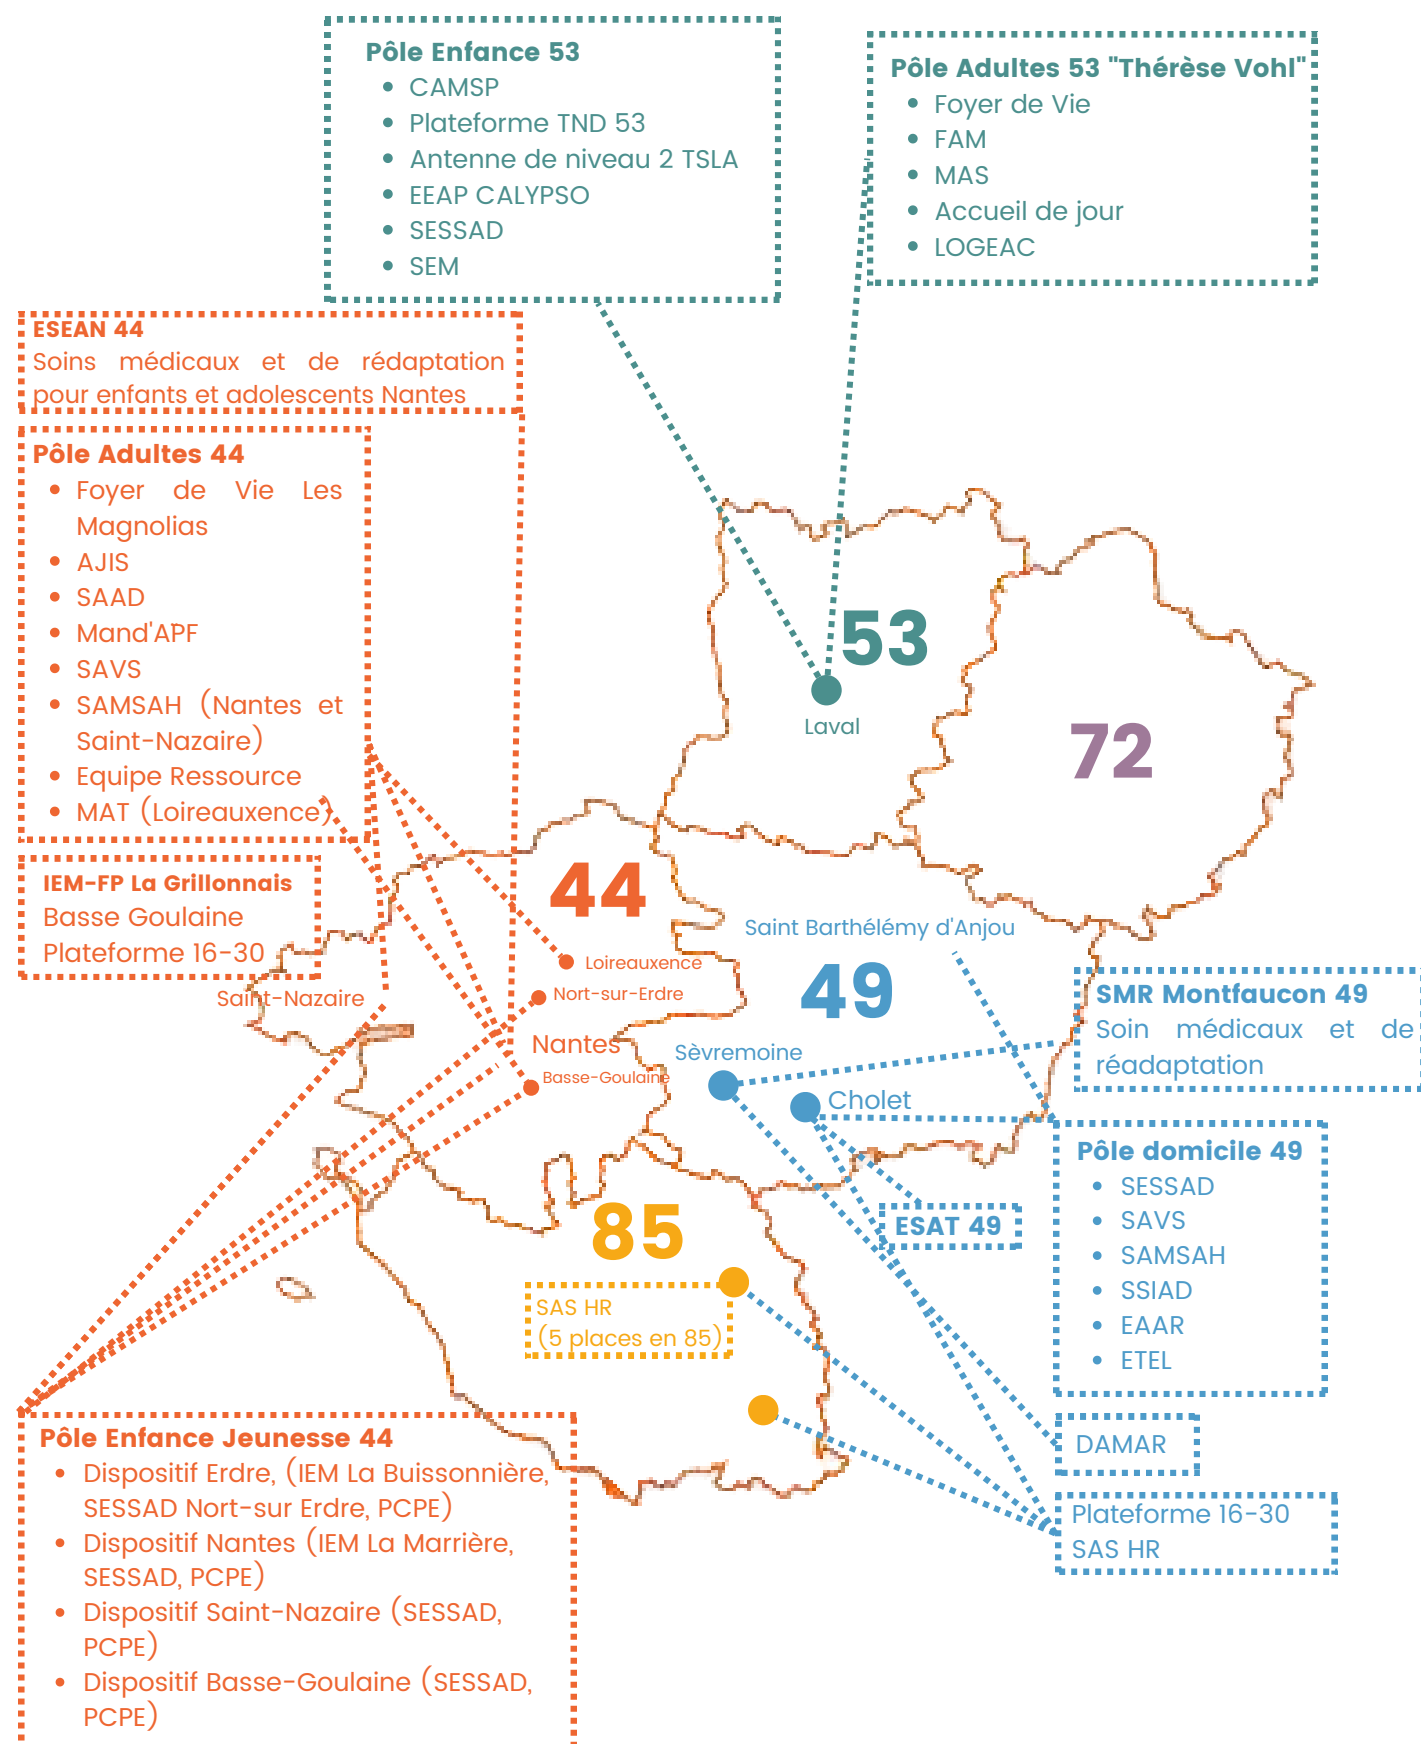 Pôle Enfance 53
CAMSP
Plateforme TND 53
Antenne de niveau 2 TSLA
EEAP CALYPSO
SESSAD
SEM
Pôle Adultes 53 "Thérèse Vohl"
Foyer de Vie
FAM
MAS
Accueil de jour
LOGEAC
ESEAN 44
Soins médicaux et de rédaptation
pour enfants et adolescents Nantes
Pôle Adultes 44
Foyer de Vie Les
Magnolias
AJIS
SAAD
Mand'APF
SAVS
SAMSAH (Nantes et
Saint-Nazaire)
Equipe Ressource
MAT (Loireauxence)
IEM-FP La Grillonnais
Basse Goulaine
Plateforme 16-30
53
Laval
72
44
Loireauxence
Nort-sur-Erdre
Saint-Nazaire
Nantes
Basse-Goulaine
Saint Barthélémy d'Anjou
49
Sèvremoine
Cholet
SMR Montfaucon 49
Soin médicaux et de
réadaptation
Pôle domicile 49
SESSAD
SAVS
SAMSAH
SSIAD
EAAR
ETEL
ESAT 49
85
SAS HR
(5 places en 85)
DAMAR
Plateforme 16-30
SAS HR
Pôle Enfance Jeunesse 44
Dispositif Erdre, (IEM La Buissonnière,
SESSAD Nort-sur Erdre, PCPE)
Dispositif Nantes (IEM La Marrière,
SESSAD, PCPE)
Dispositif Saint-Nazaire (SESSAD,
PCPE)
Dispositif Basse-Goulaine (SESSAD,
PCPE)